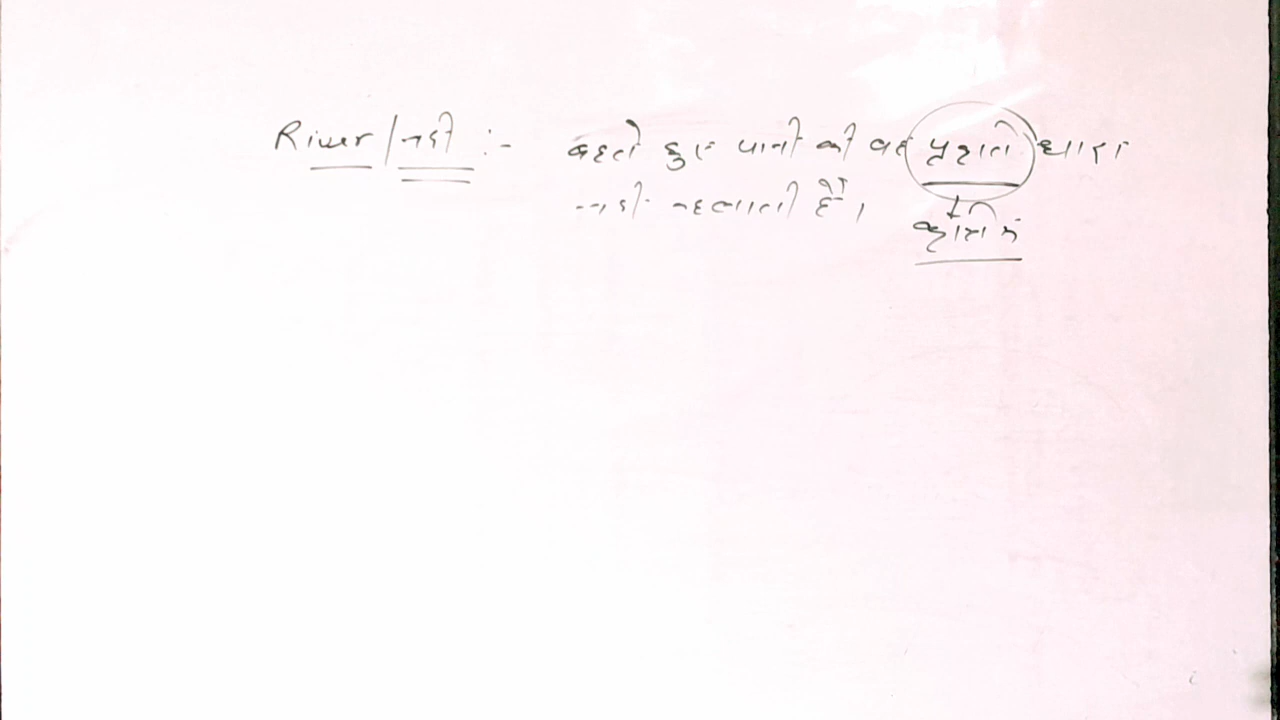 River/नदी :- बहते हुए पानी की वह धारा
नदी कहलाती है।